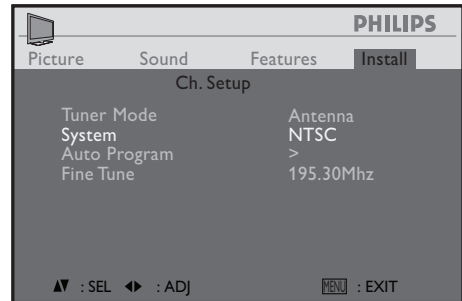 PHILIPS
Picture Sound Features Install
Ch. Setup
Tuner Mode Antenna
System NTSC
Auto Program >
Fine Tune 195.30Mhz
▲▼ : SEL ◀▶ : ADJ MENU : EXIT